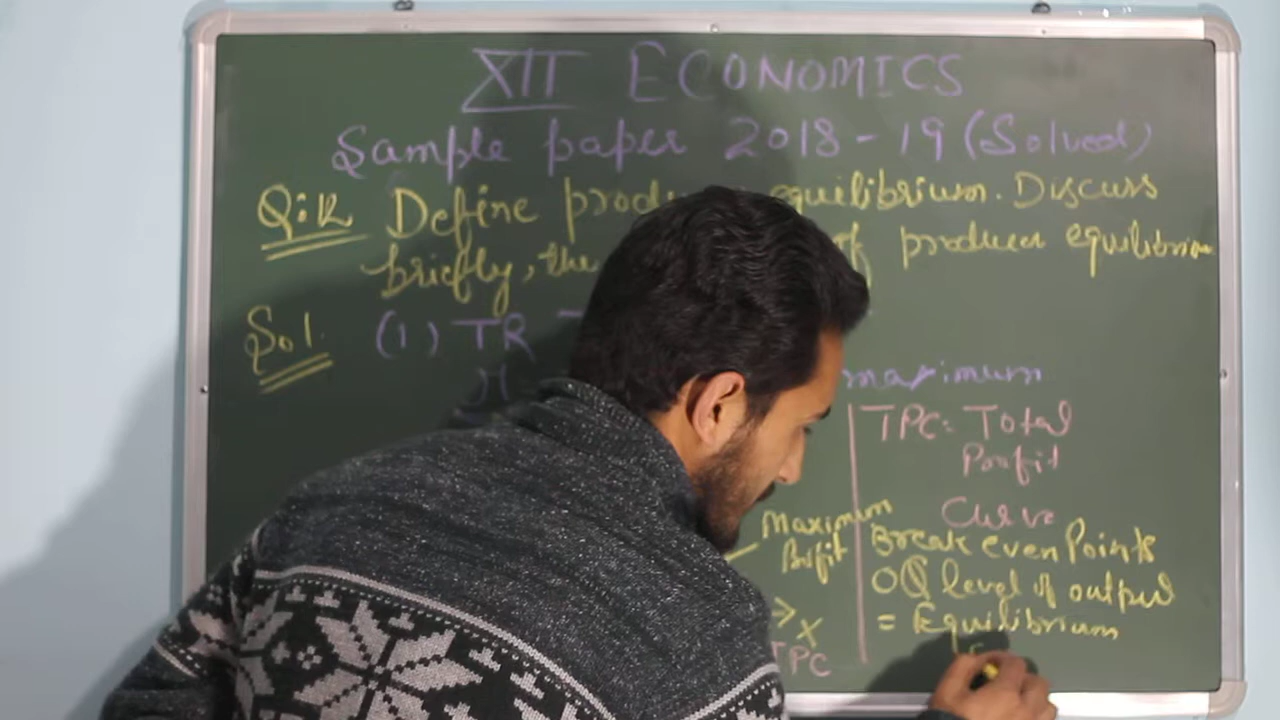 XII ECONOMICS
Sample paper 2018-19 (Solved)
Q:12 Define equilibrium. Discuss
briefly, the of producer equilibrium
Sol. (1) TR -
maximum
TPC: Total
Profit
Curve
Maximum
Profit
Break even Points
OQ level of output
= Equilibrium
X
TPC